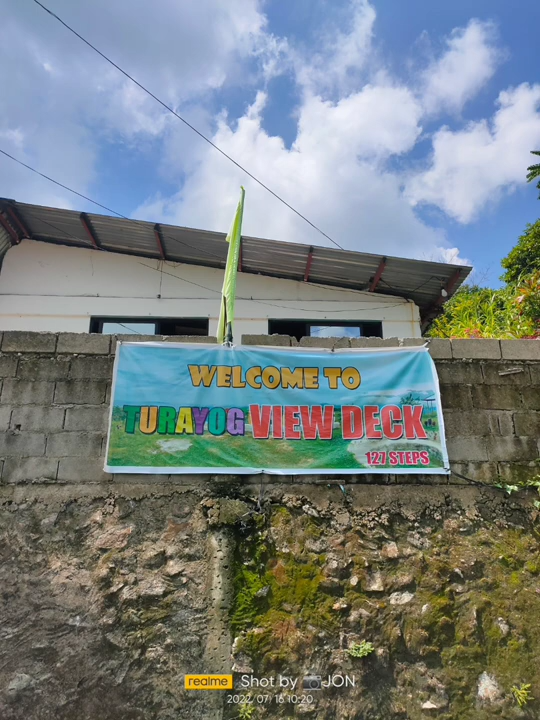 WELCOME TO
TURAYOG VIEW DECK
127 STEPS
realme Shot by JON
2022/07/16 10:20